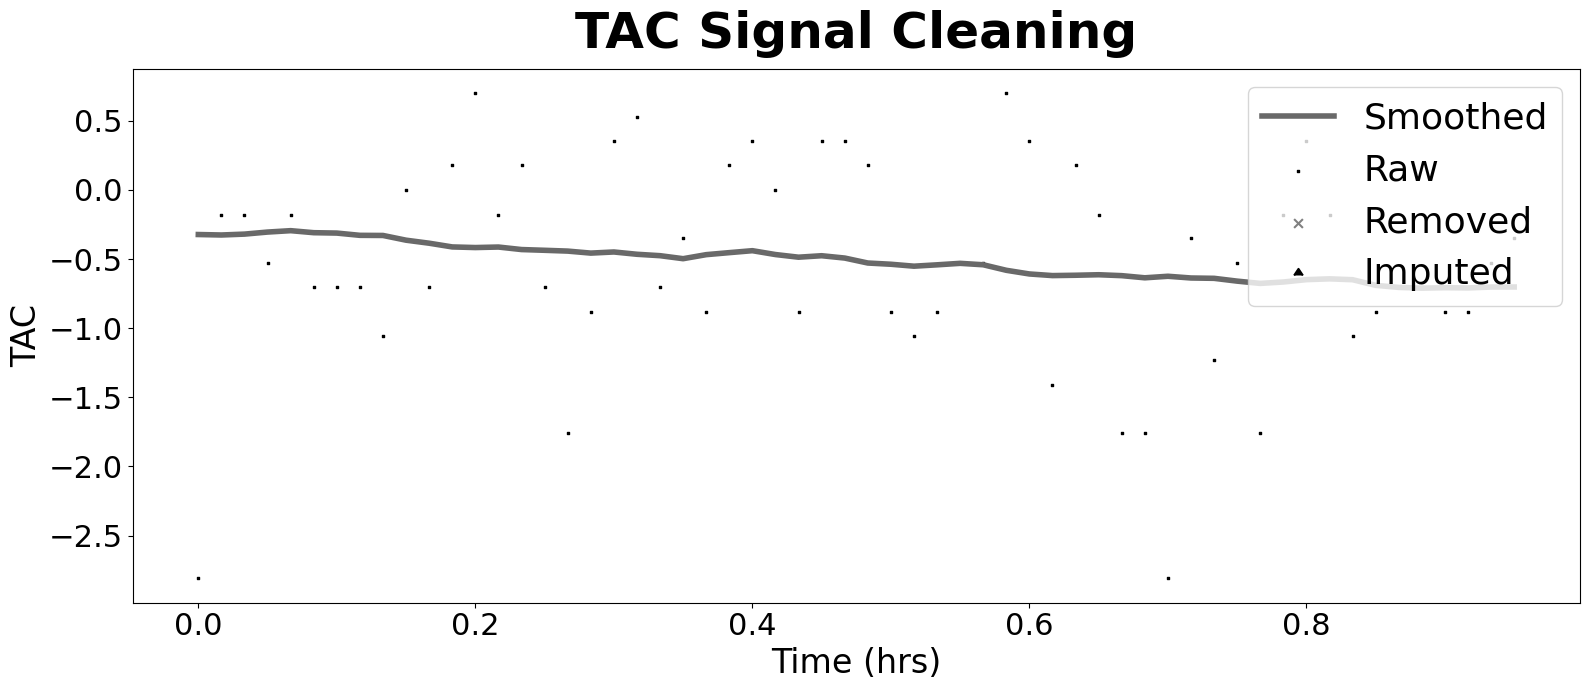 TAC Signal Cleaning
0.5
0.0
−0.5
−1.0
−1.5
−2.0
−2.5
TAC
Smoothed
Raw
Removed
Imputed
0.0 0.2 0.4 0.6 0.8
Time (hrs)